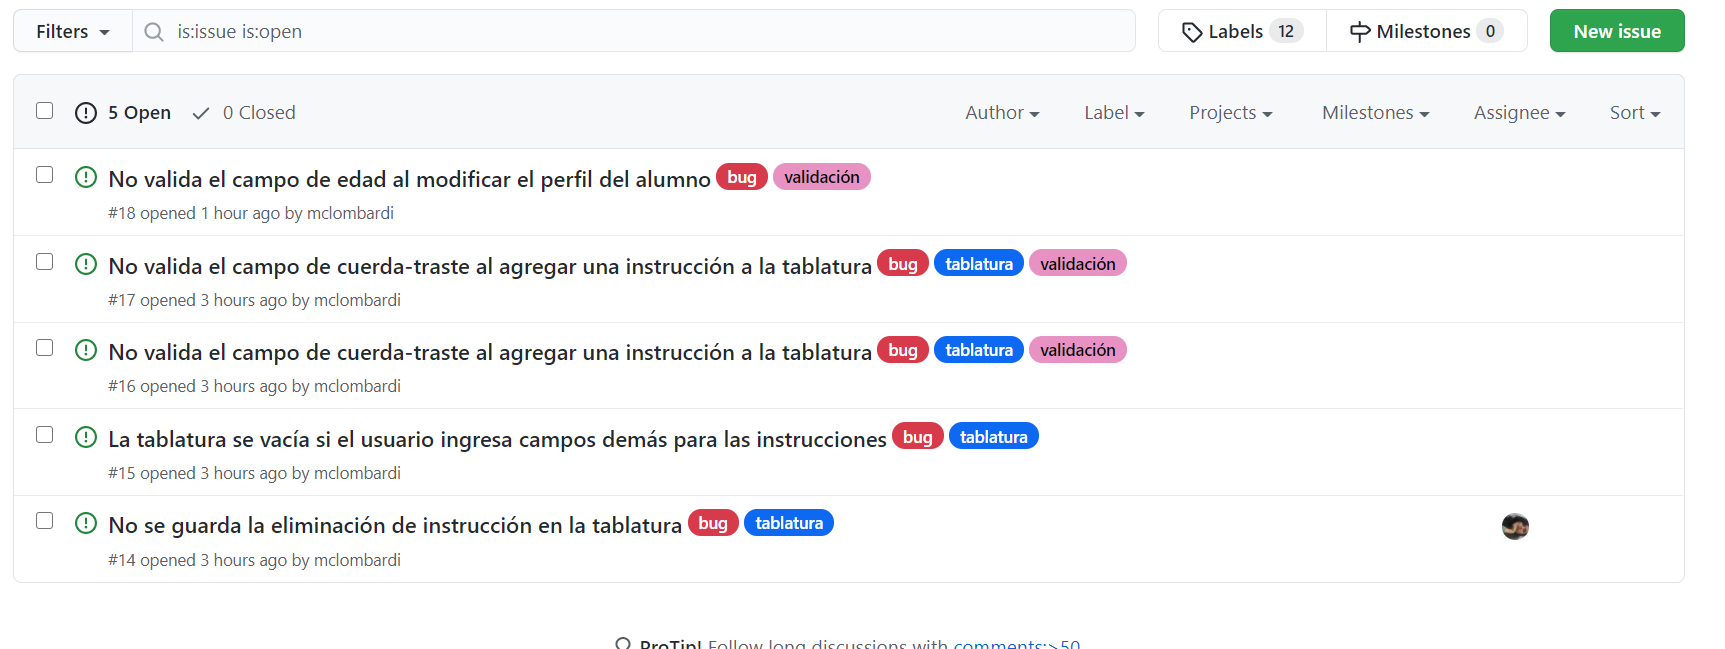 Filters is:issue is:open Labels 12 Milestones 0 New issue
5 Open 0 Closed Author Label Projects Milestones Assignee Sort
No valida el campo de edad al modificar el perfil del alumno bug validación
#18 opened 1 hour ago by mclombardi
No valida el campo de cuerda-traste al agregar una instrucción a la tablatura bug tablatura validación
#17 opened 3 hours ago by mclombardi
No valida el campo de cuerda-traste al agregar una instrucción a la tablatura bug tablatura validación
#16 opened 3 hours ago by mclombardi
La tablatura se vacía si el usuario ingresa campos demás para las instrucciones bug tablatura
#15 opened 3 hours ago by mclombardi
No se guarda la eliminación de instrucción en la tablatura bug tablatura
#14 opened 3 hours ago by mclombardi
ProTip! Follow long discussions with comments:>50